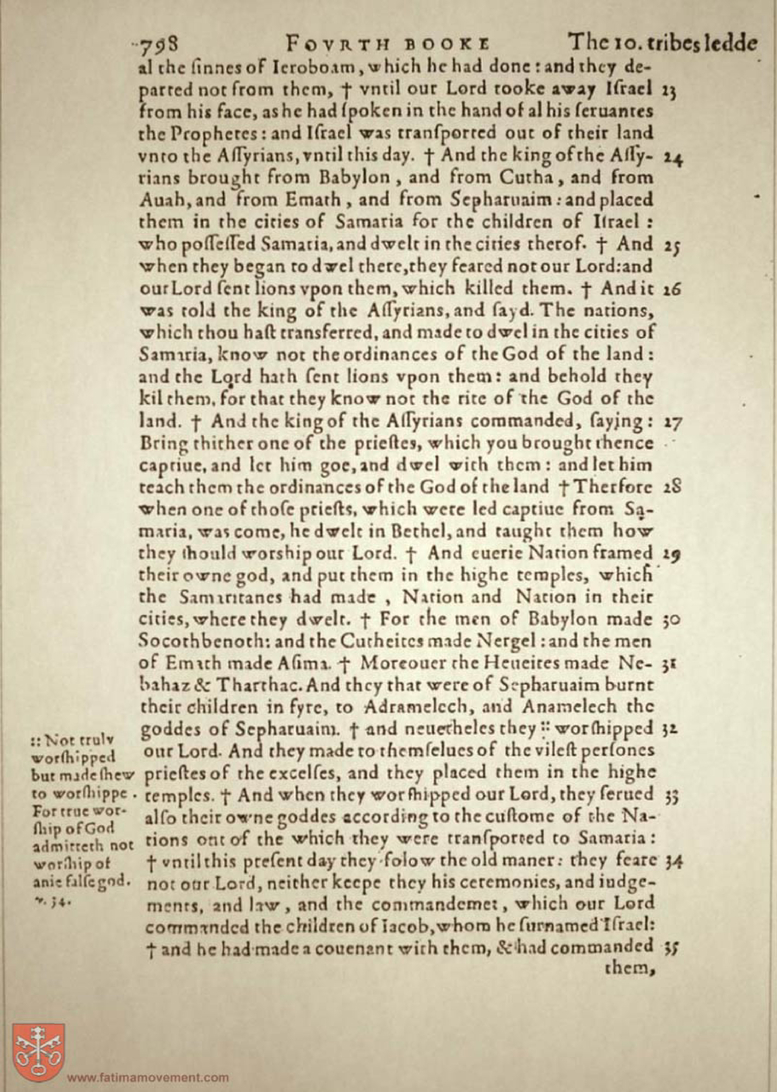 798 FOVRTH BOOKE The 10. tribes ledde
al the ſinnes of Ieroboam, which he had done: and they de-
parted not from them, † vntil our Lord tooke away Iſrael 23
from his face, as he had ſpoken in the hand of al his ſeruantes
the Prophetes: and Iſrael was tranſported out of their land
vnto the Aſſyrians, vntil this day. † And the king of the Aſſy- 24
rians brought from Babylon, and from Cutha, and from
Auah, and from Emath, and from Sepharuaim: and placed
them in the cities of Samaria for the children of Iſrael:
who poſſeſſed Samaria, and dwelt in the cities therof. † And 25
when they began to dwel there, they feared not our Lord: and
our Lord ſent lions vpon them, which killed them. † And it 26
was told the king of the Aſſyrians, and ſayd. The nations,
which thou haſt transferred, and made to dwel in the cities of
Samaria, know not the ordinances of the God of the land:
and the Lord hath ſent lions vpon them: and behold they
kil them, for that they know not the rite of the God of the
land. † And the king of the Aſſyrians commanded, ſaying: 27
Bring thither one of the prieſtes, which you brought thence
captiue, and let him goe, and dwel with them: and let him
teach them the ordinances of the God of the land † Therfore 28
when one of thoſe prieſts, which were led captiue from Sa-
maria, was come, he dwelt in Bethel, and taught them how
they ſhould worship our Lord. † And euerie Nation framed 29
their owne god, and put them in the highe temples, which
the Samaritanes had made, Nation and Nation in their
cities, where they dwelt. † For the men of Babylon made 30
Socothbenoth: and the Cutheites made Nergel: and the men
of Emath made Aſima. † Moreouer the Heueites made Ne- 31
bahaz & Tharthac. And they that were of Sepharuaim burnt
their children in fyre, to Adramelech, and Anamelech the
goddes of Sepharuaim. † and neuertheles they :: worſhipped 32
our Lord. And they made to themſelues of the vileſt perſones
prieſtes of the excelſes, and they placed them in the highe
temples. † And when they worſhipped our Lord, they ſerued 33
alſo their owne goddes according to the cuſtome of the Na-
tions out of the which they were tranſported to Samaria:
† vntil this preſent day they folow the old maner: they feare 34
not our Lord, neither keepe they his ceremonies, and iudge-
ments, and law, and the commandemet, which our Lord
commanded the children of Iacob, whom he ſurnamed Iſrael:
† and he had made a couenant with them, & had commanded 35
them,
:: Not truly
worſhipped
but made ſhew
to worſhippe.
For true wor-
ſhip of God
admitteth not
worſhip of
anie falſe god.
v. 34.
www.fatimamovement.com